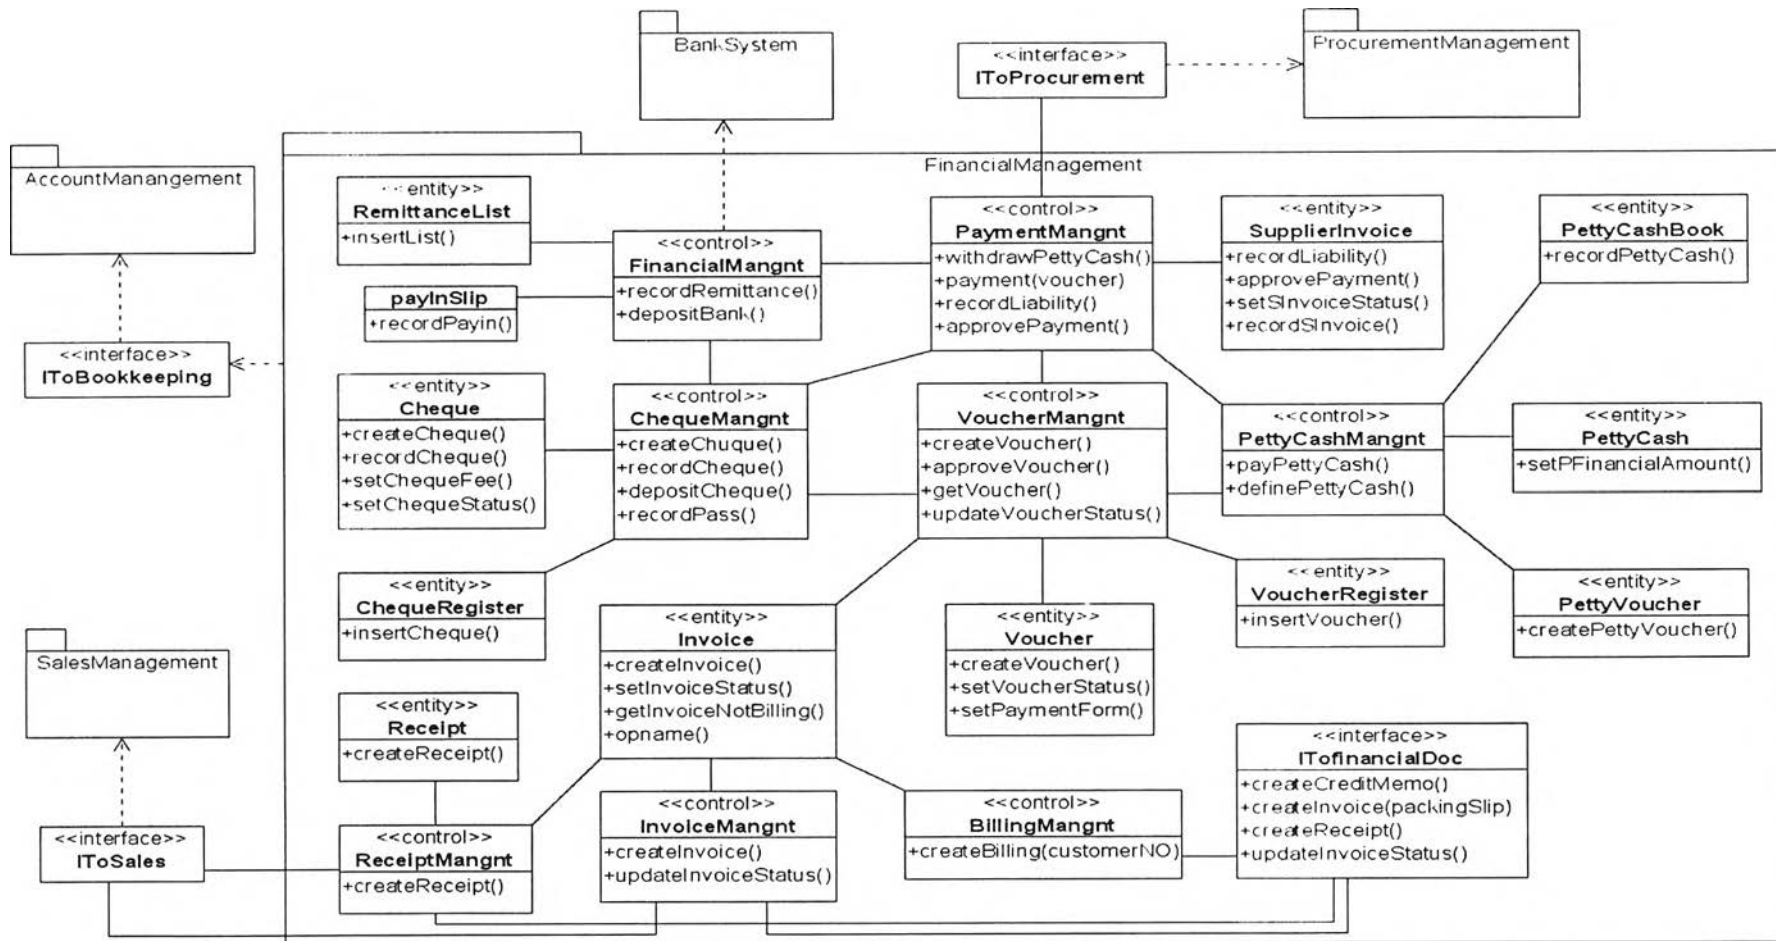 BankSystem
<<interface>>
IToProcurement
ProcurementManagement
AccountManangement
FinancialManagement
<<entity>>
RemittanceList
+insertList()
<<control>>
FinancialMangnt
+recordRemittance()
+depositBank()
<<control>>
PaymentMangnt
+withdrawPettyCash()
+payment(voucher)
+recordLiability()
+approvePayment()
<<entity>>
SupplierInvoice
+recordLiability()
+approvePayment()
+setSInvoiceStatus()
+recordSInvoice()
<<entity>>
PettyCashBook
+recordPettyCash()
payInSlip
+recordPayin()
<<interface>>
IToBookkeeping
<<entity>>
Cheque
+createCheque()
+recordCheque()
+setChequeFee()
+setChequeStatus()
<<control>>
ChequeMangnt
+createChuque()
+recordCheque()
+depositCheque()
+recordPass()
<<control>>
VoucherMangnt
+createVoucher()
+approveVoucher()
+getVoucher()
+updateVoucherStatus()
<<control>>
PettyCashMangnt
+payPettyCash()
+definePettyCash()
<<entity>>
PettyCash
+setPFinancialAmount()
<<entity>>
ChequeRegister
+insertCheque()
<<entity>>
Invoice
+createInvoice()
+setInvoiceStatus()
+getInvoiceNotBilling()
+opname()
<<entity>>
Voucher
+createVoucher()
+setVoucherStatus()
+setPaymentForm()
<<entity>>
VoucherRegister
+insertVoucher()
<<entity>>
PettyVoucher
+createPettyVoucher()
SalesManagement
<<entity>>
Receipt
+createReceipt()
<<interface>>
ITofinancialDoc
+createCreditMemo()
+createInvoice(packingSlip)
+createReceipt()
+updateInvoiceStatus()
<<interface>>
IToSales
<<control>>
ReceiptMangnt
+createReceipt()
<<control>>
InvoiceMangnt
+createInvoice()
+updateInvoiceStatus()
<<control>>
BillingMangnt
+createBilling(customerNO)